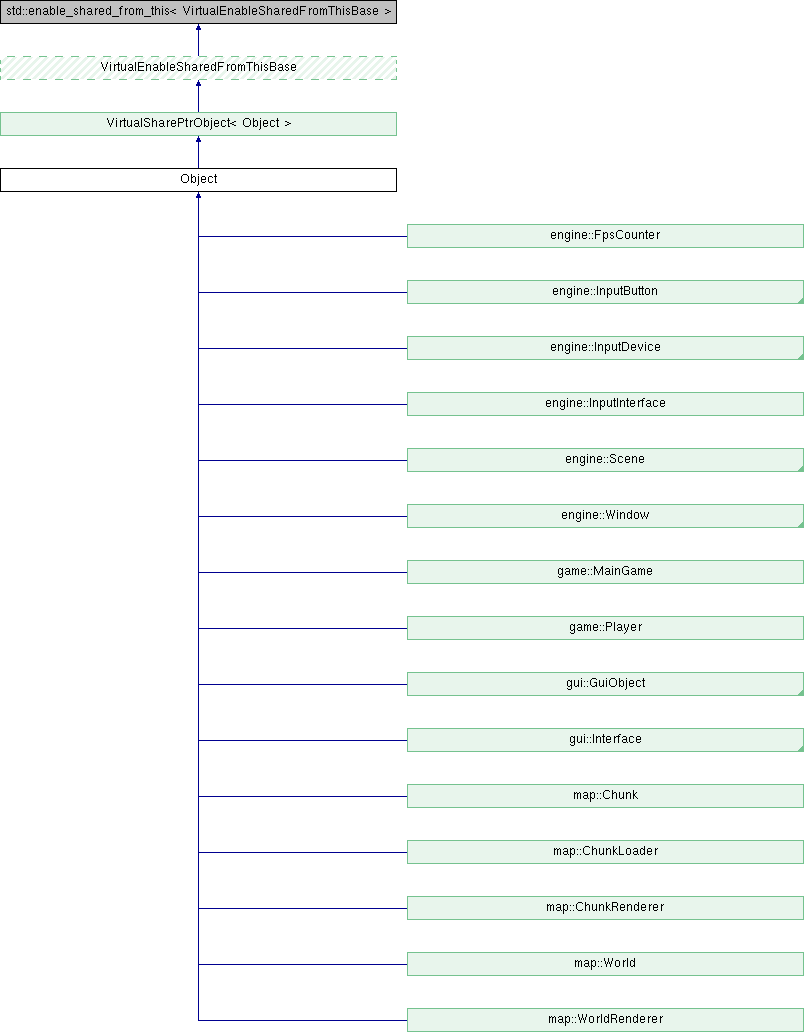 std::enable_shared_from_this< VirtualEnableSharedFromThisBase >
VirtualEnableSharedFromThisBase
VirtualSharePtrObject< Object >
Object
engine::FpsCounter
engine::InputButton
engine::InputDevice
engine::InputInterface
engine::Scene
engine::Window
game::MainGame
game::Player
gui::GuiObject
gui::Interface
map::Chunk
map::ChunkLoader
map::ChunkRenderer
map::World
map::WorldRenderer